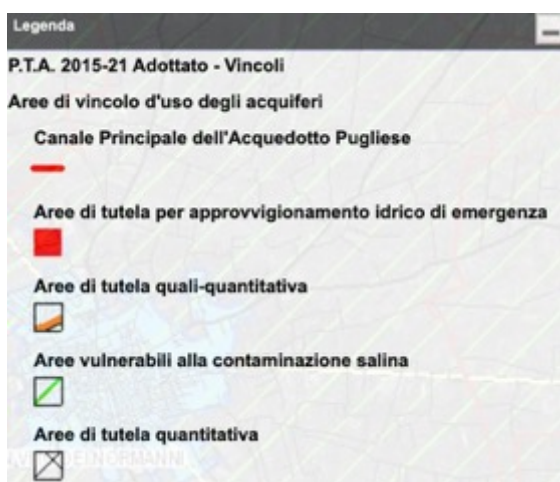 Legenda
P.T.A. 2015-21 Adottato - Vincoli
Aree di vincolo d'uso degli acquiferi
Canale Principale dell'Acquedotto Pugliese
Aree di tutela per approvvigionamento idrico di emergenza
Aree di tutela quali-quantitativa
Aree vulnerabili alla contaminazione salina
Aree di tutela quantitativa